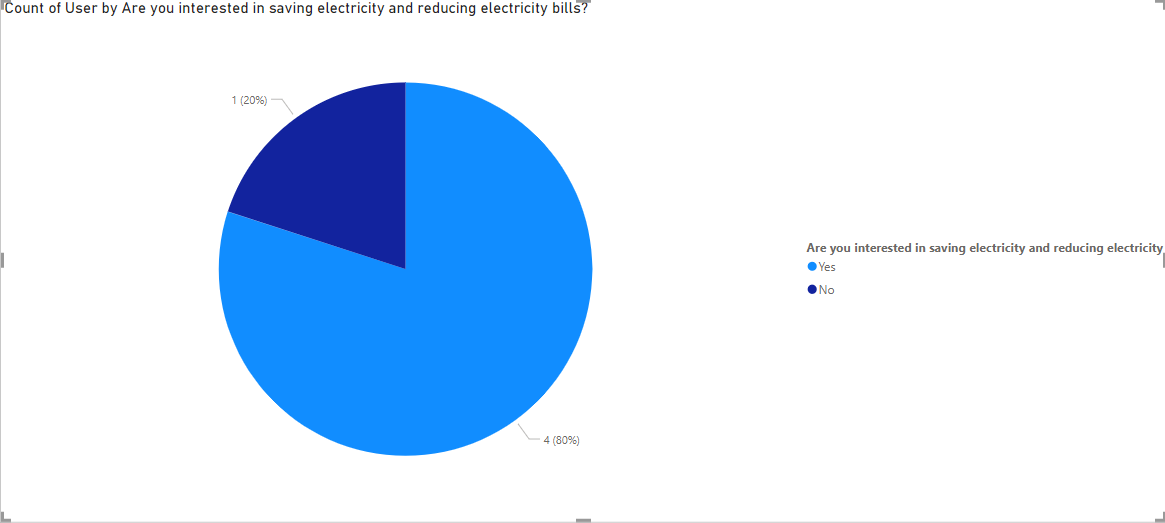 Count of User by Are you interested in saving electricity and reducing electricity bills?
1 (20%)
Are you interested in saving electricity and reducing electricity
Yes
No
4 (80%)